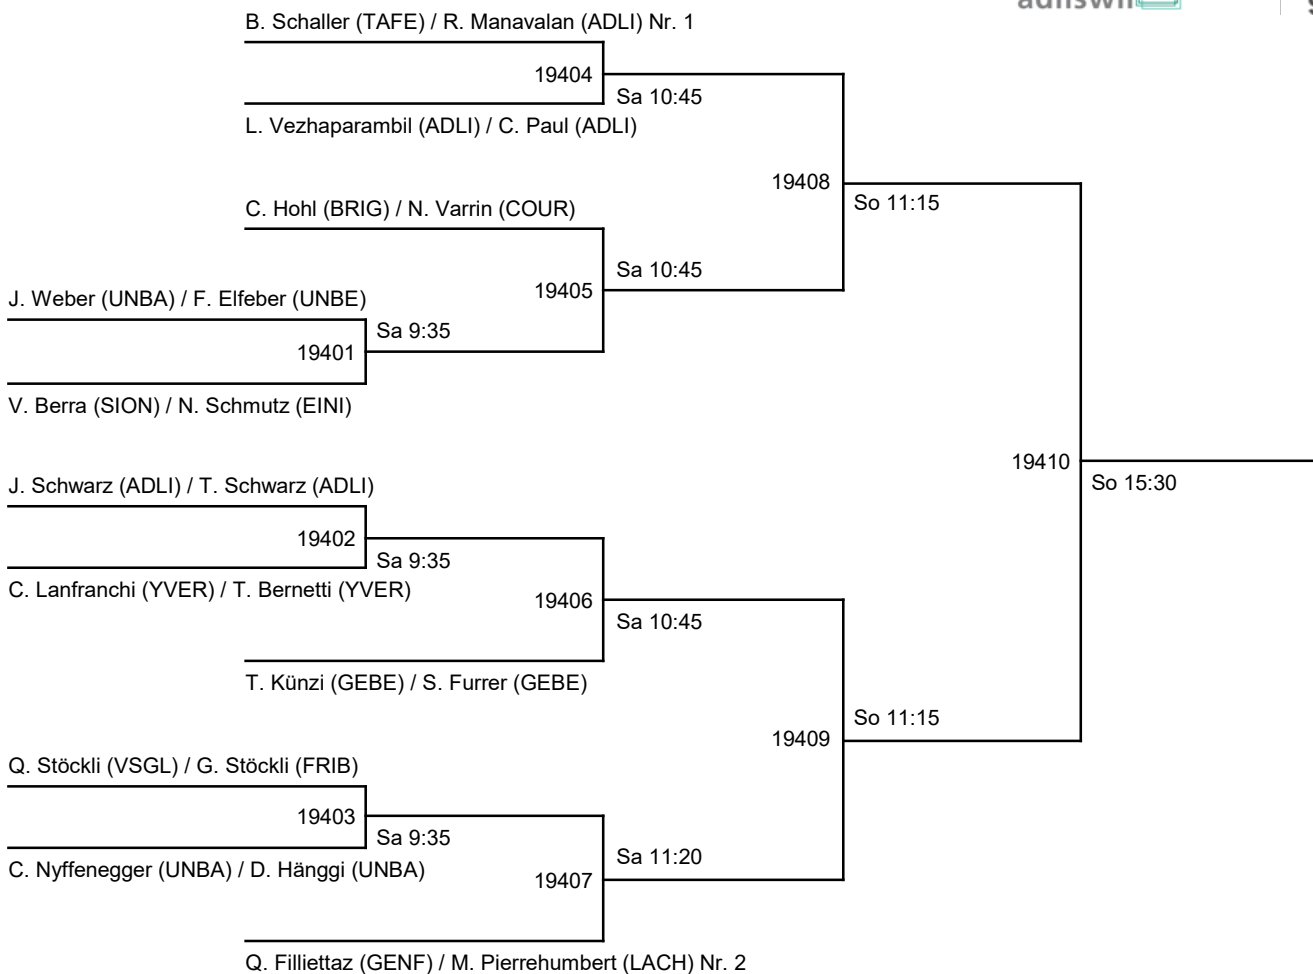 adliswil
B. Schaller (TAFE) / R. Manavalan (ADLI) Nr. 1
19404
Sa 10:45
L. Vezhaparambil (ADLI) / C. Paul (ADLI)
19408
So 11:15
C. Hohl (BRIG) / N. Varrin (COUR)
Sa 10:45
19405
J. Weber (UNBA) / F. Elfeber (UNBE)
Sa 9:35
19401
V. Berra (SION) / N. Schmutz (EINI)
19410
So 15:30
J. Schwarz (ADLI) / T. Schwarz (ADLI)
19402
Sa 9:35
C. Lanfranchi (YVER) / T. Bernetti (YVER)
19406
Sa 10:45
T. Künzi (GEBE) / S. Furrer (GEBE)
So 11:15
19409
Q. Stöckli (VSGL) / G. Stöckli (FRIB)
19403
Sa 9:35
Sa 11:20
C. Nyffenegger (UNBA) / D. Hänggi (UNBA)
19407
Q. Filliettaz (GENF) / M. Pierrehumbert (LACH) Nr. 2